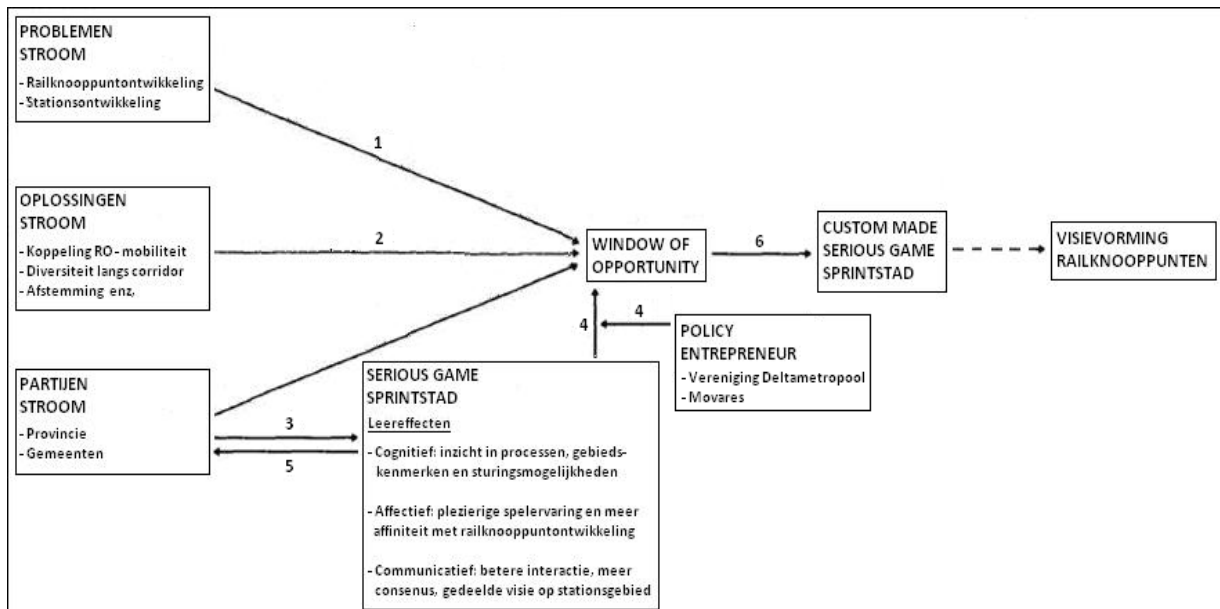 PROBLEMEN
STROOM
- Railknooppuntontwikkeling
- Stationsontwikkeling
1
OPLOSSINGEN
STROOM
- Koppeling RO - mobiliteit
- Diversiteit langs corridor
- Afstemming enz,
2
WINDOW OF
OPPORTUNITY
6
CUSTOM MADE
SERIOUS GAME
SPRINTSTAD
VISIEVORMING
RAILKNOOPPUNTEN
4
4
POLICY
ENTREPRENEUR
- Vereniging Deltametropool
- Movares
PARTIJEN
STROOM
- Provincie
- Gemeenten
3
5
SERIOUS GAME
SPRINTSTAD
Leereffecten
- Cognitief: inzicht in processen, gebieds-
kenmerken en sturingsmogelijkheden
- Affectief: plezierige spelervaring en meer
affiniteit met railknooppuntontwikkeling
- Communicatief: betere interactie, meer
consenus, gedeelde visie op stationsgebied